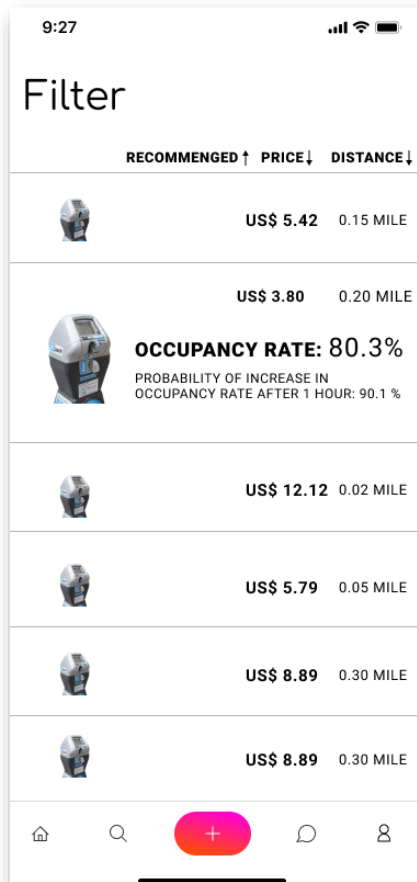 9:27
Filter
RECOMMENGED↑ PRICE↓ DISTANCE↓
US$ 5.42 0.15 MILE
US$ 3.80 0.20 MILE
OCCUPANCY RATE: 80.3%
PROBABILITY OF INCREASE IN
OCCUPANCY RATE AFTER 1 HOUR: 90.1 %
US$ 12.12 0.02 MILE
US$ 5.79 0.05 MILE
US$ 8.89 0.30 MILE
US$ 8.89 0.30 MILE